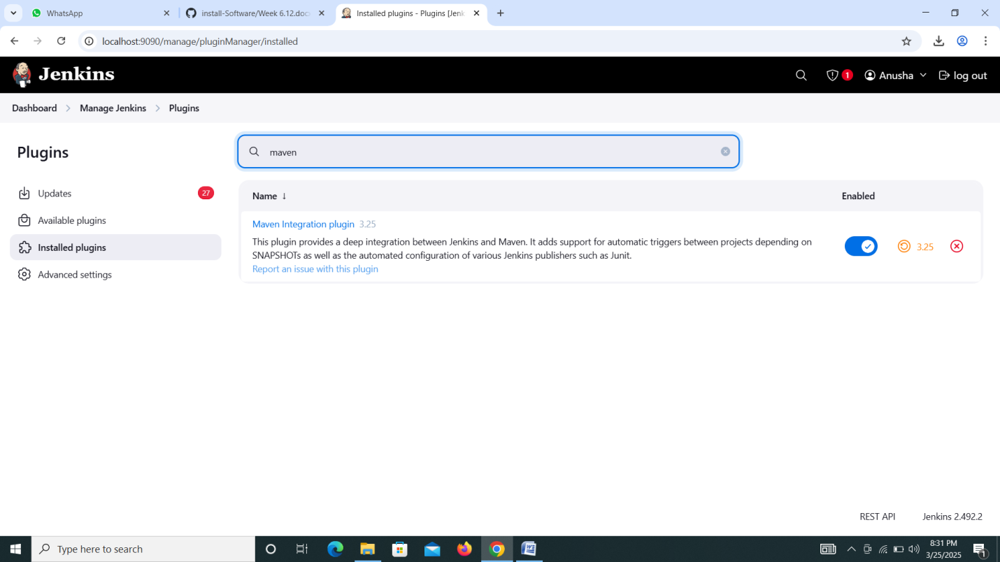 WhatsApp
install-Software/Week 6.12.doc
Installed plugins - Plugins [Jenk
localhost:9090/manage/pluginManager/installed
Jenkins
1
Anusha
log out
Dashboard
Manage Jenkins
Plugins
Plugins
maven
Updates
27
Available plugins
Installed plugins
Advanced settings
Name ↓
Enabled
Maven Integration plugin 3.25
This plugin provides a deep integration between Jenkins and Maven. It adds support for automatic triggers between projects depending on
SNAPSHOTs as well as the automated configuration of various Jenkins publishers such as Junit.
Report an issue with this plugin
3.25
REST API
Jenkins 2.492.2
Type here to search
8:31 PM
3/25/2025
1